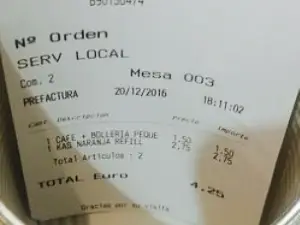 B90150474
Nº Orden
SERV LOCAL
Com. 2 Mesa 003
PREFACTURA 20/12/2016 18:11:02
Cant Descripcion Precio Importe
1 CAFE + BOLLERIA PEQUE 1,50 1,50
1 KAS NARANJA REFILL 2,75 2,75
Total Articulos : 2
TOTAL Euro 4.25
Gracias por su visita